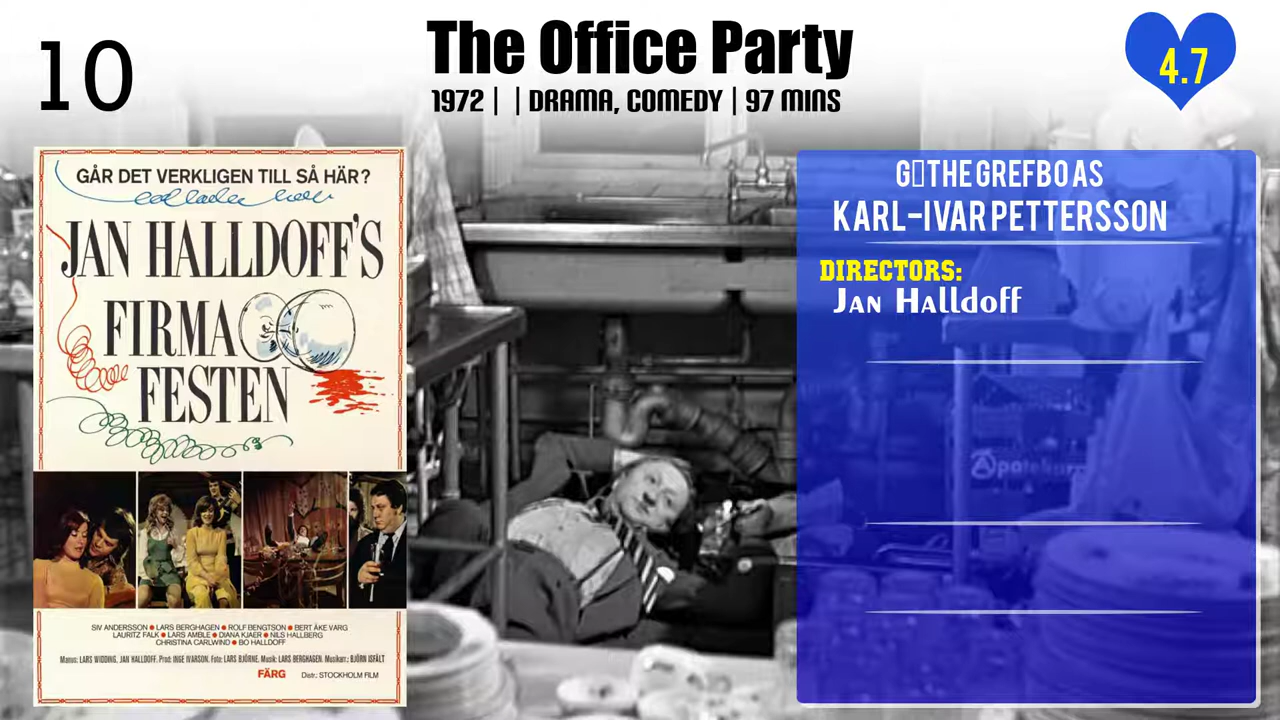 10
The Office Party
1972 | | DRAMA, COMEDY | 97 MINS
4.7
GÅR DET VERKLIGEN TILL SÅ HÄR?
JAN HALLDOFF'S
FIRMA
FESTEN
SIV ANDERSSON • LARS BERGHAGEN • ROLF BENGTSON • BERT ÅKE VARG
LAURITZ FALK • LARS AMBLE • DIANA KJAER • NILS HALLBERG
CHRISTINA CARLWIND • BO HALLDOFF
Manus: LARS WIDDING, JAN HALLDOFF. Prod: INGE IVARSON. Foto: LARS BJÖRNE. Musik: LARS BERGHAGEN. Musikarr.: BJÖRN ISFÄLT
FÄRG Distr.: STOCKHOLM FILM
G▯THE GREFBO AS
KARL-IVAR PETTERSSON
DIRECTORS:
Jan Halldoff